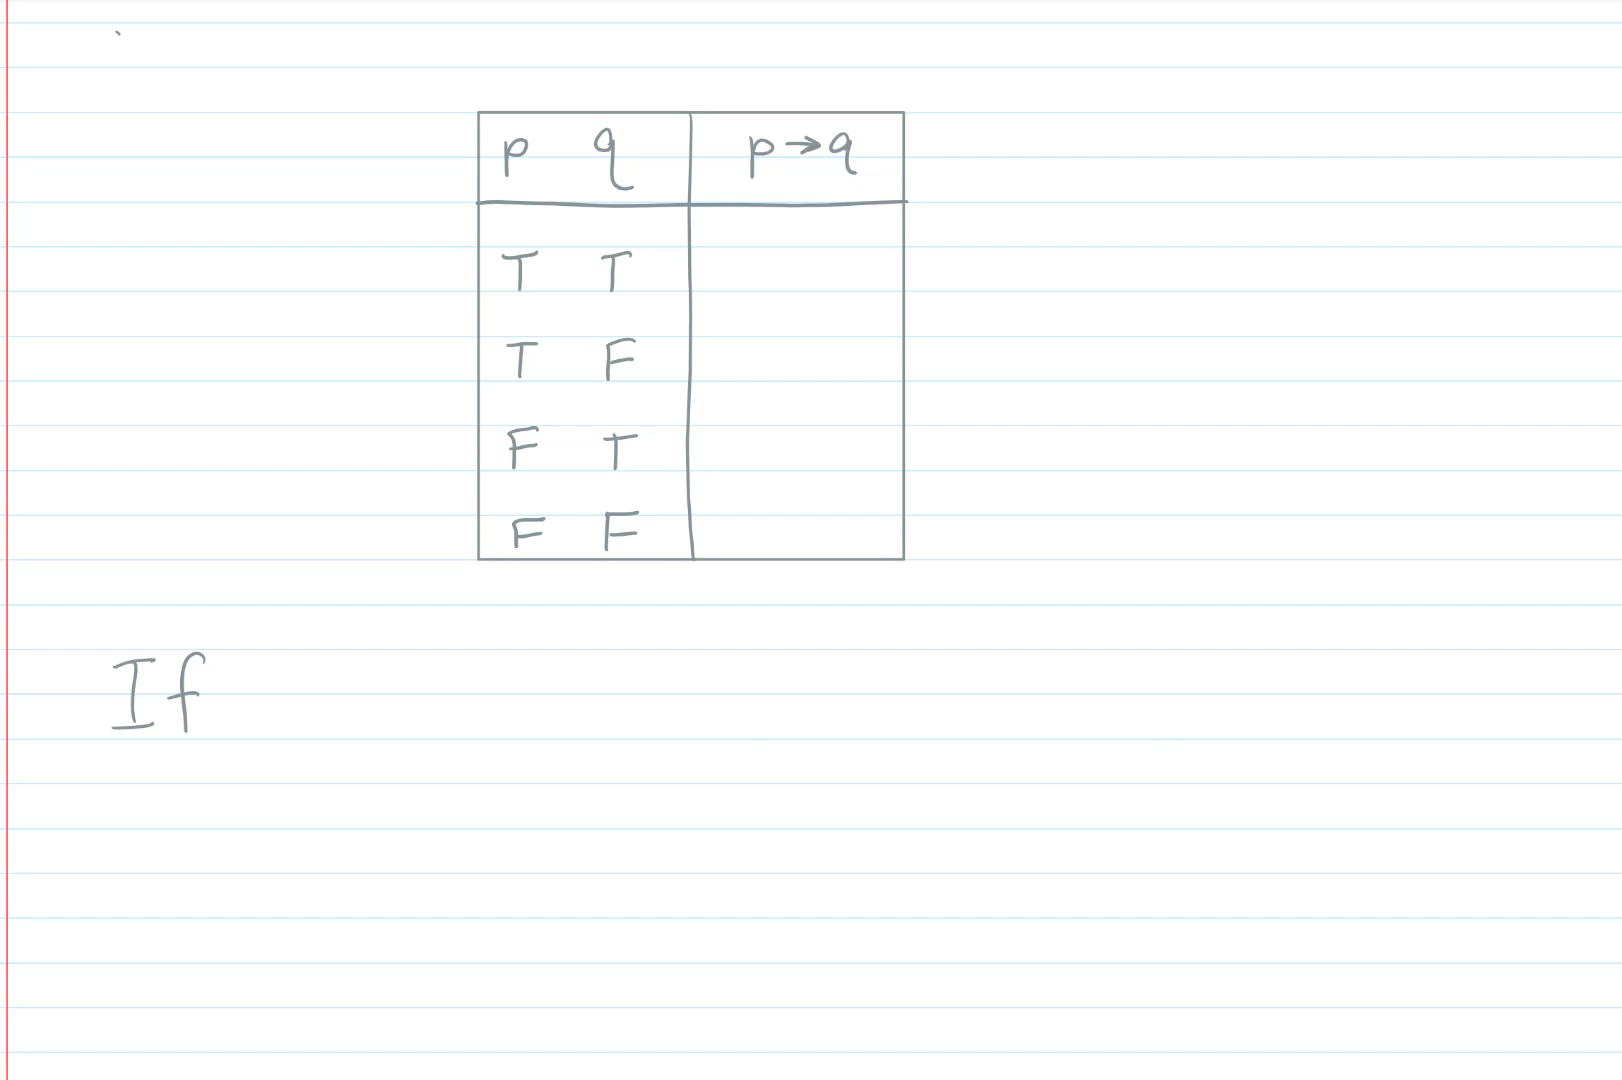 p q p→q
T T
T F
F T
F F
If